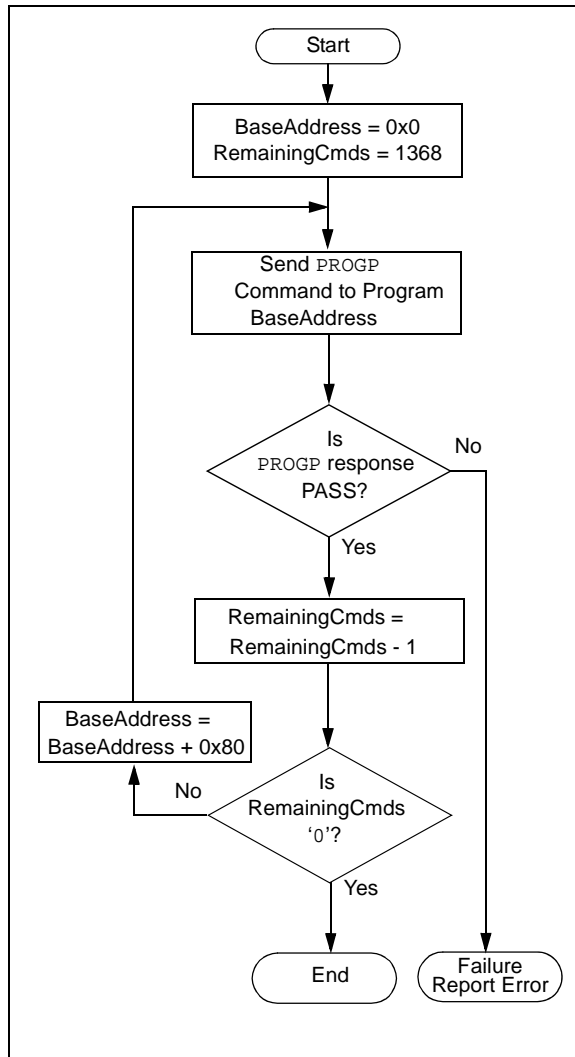 Start
BaseAddress = 0x0
RemainingCmds = 1368
Send PROGP
Command to Program
BaseAddress
Is
PROGP response
PASS?
No
Yes
RemainingCmds =
RemainingCmds - 1
BaseAddress =
BaseAddress + 0x80
No
Is
RemainingCmds
‘0’?
Yes
End
Failure
Report Error